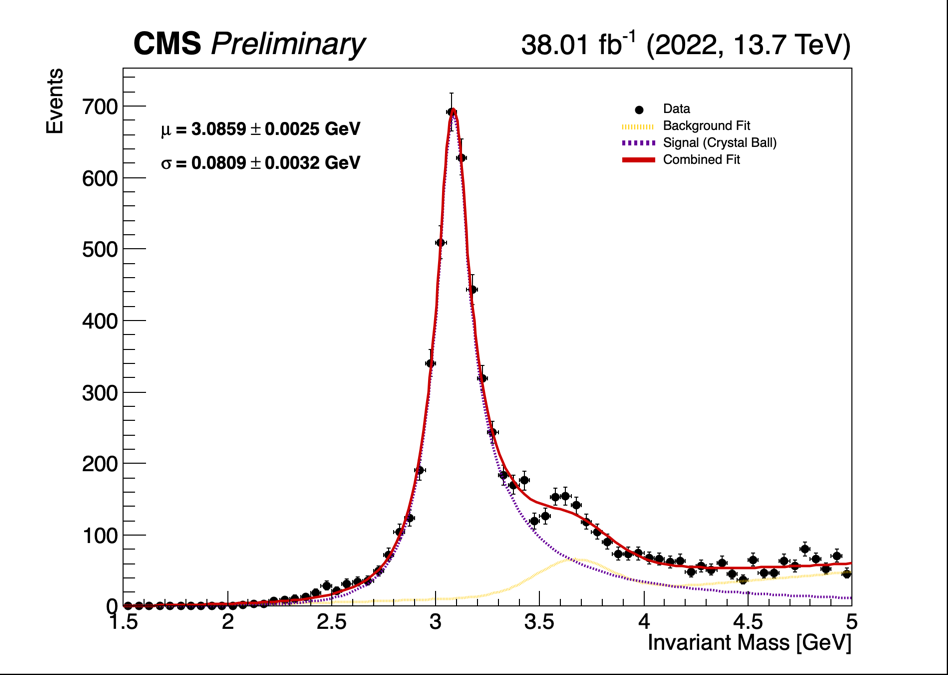 CMS Preliminary
38.01 fb⁻¹ (2022, 13.7 TeV)
Events
700
600
500
400
300
200
100
0
μ = 3.0859 ± 0.0025 GeV
σ = 0.0809 ± 0.0032 GeV
Data
Background Fit
Signal (Crystal Ball)
Combined Fit
1.5 2 2.5 3 3.5 4 4.5 5
Invariant Mass [GeV]